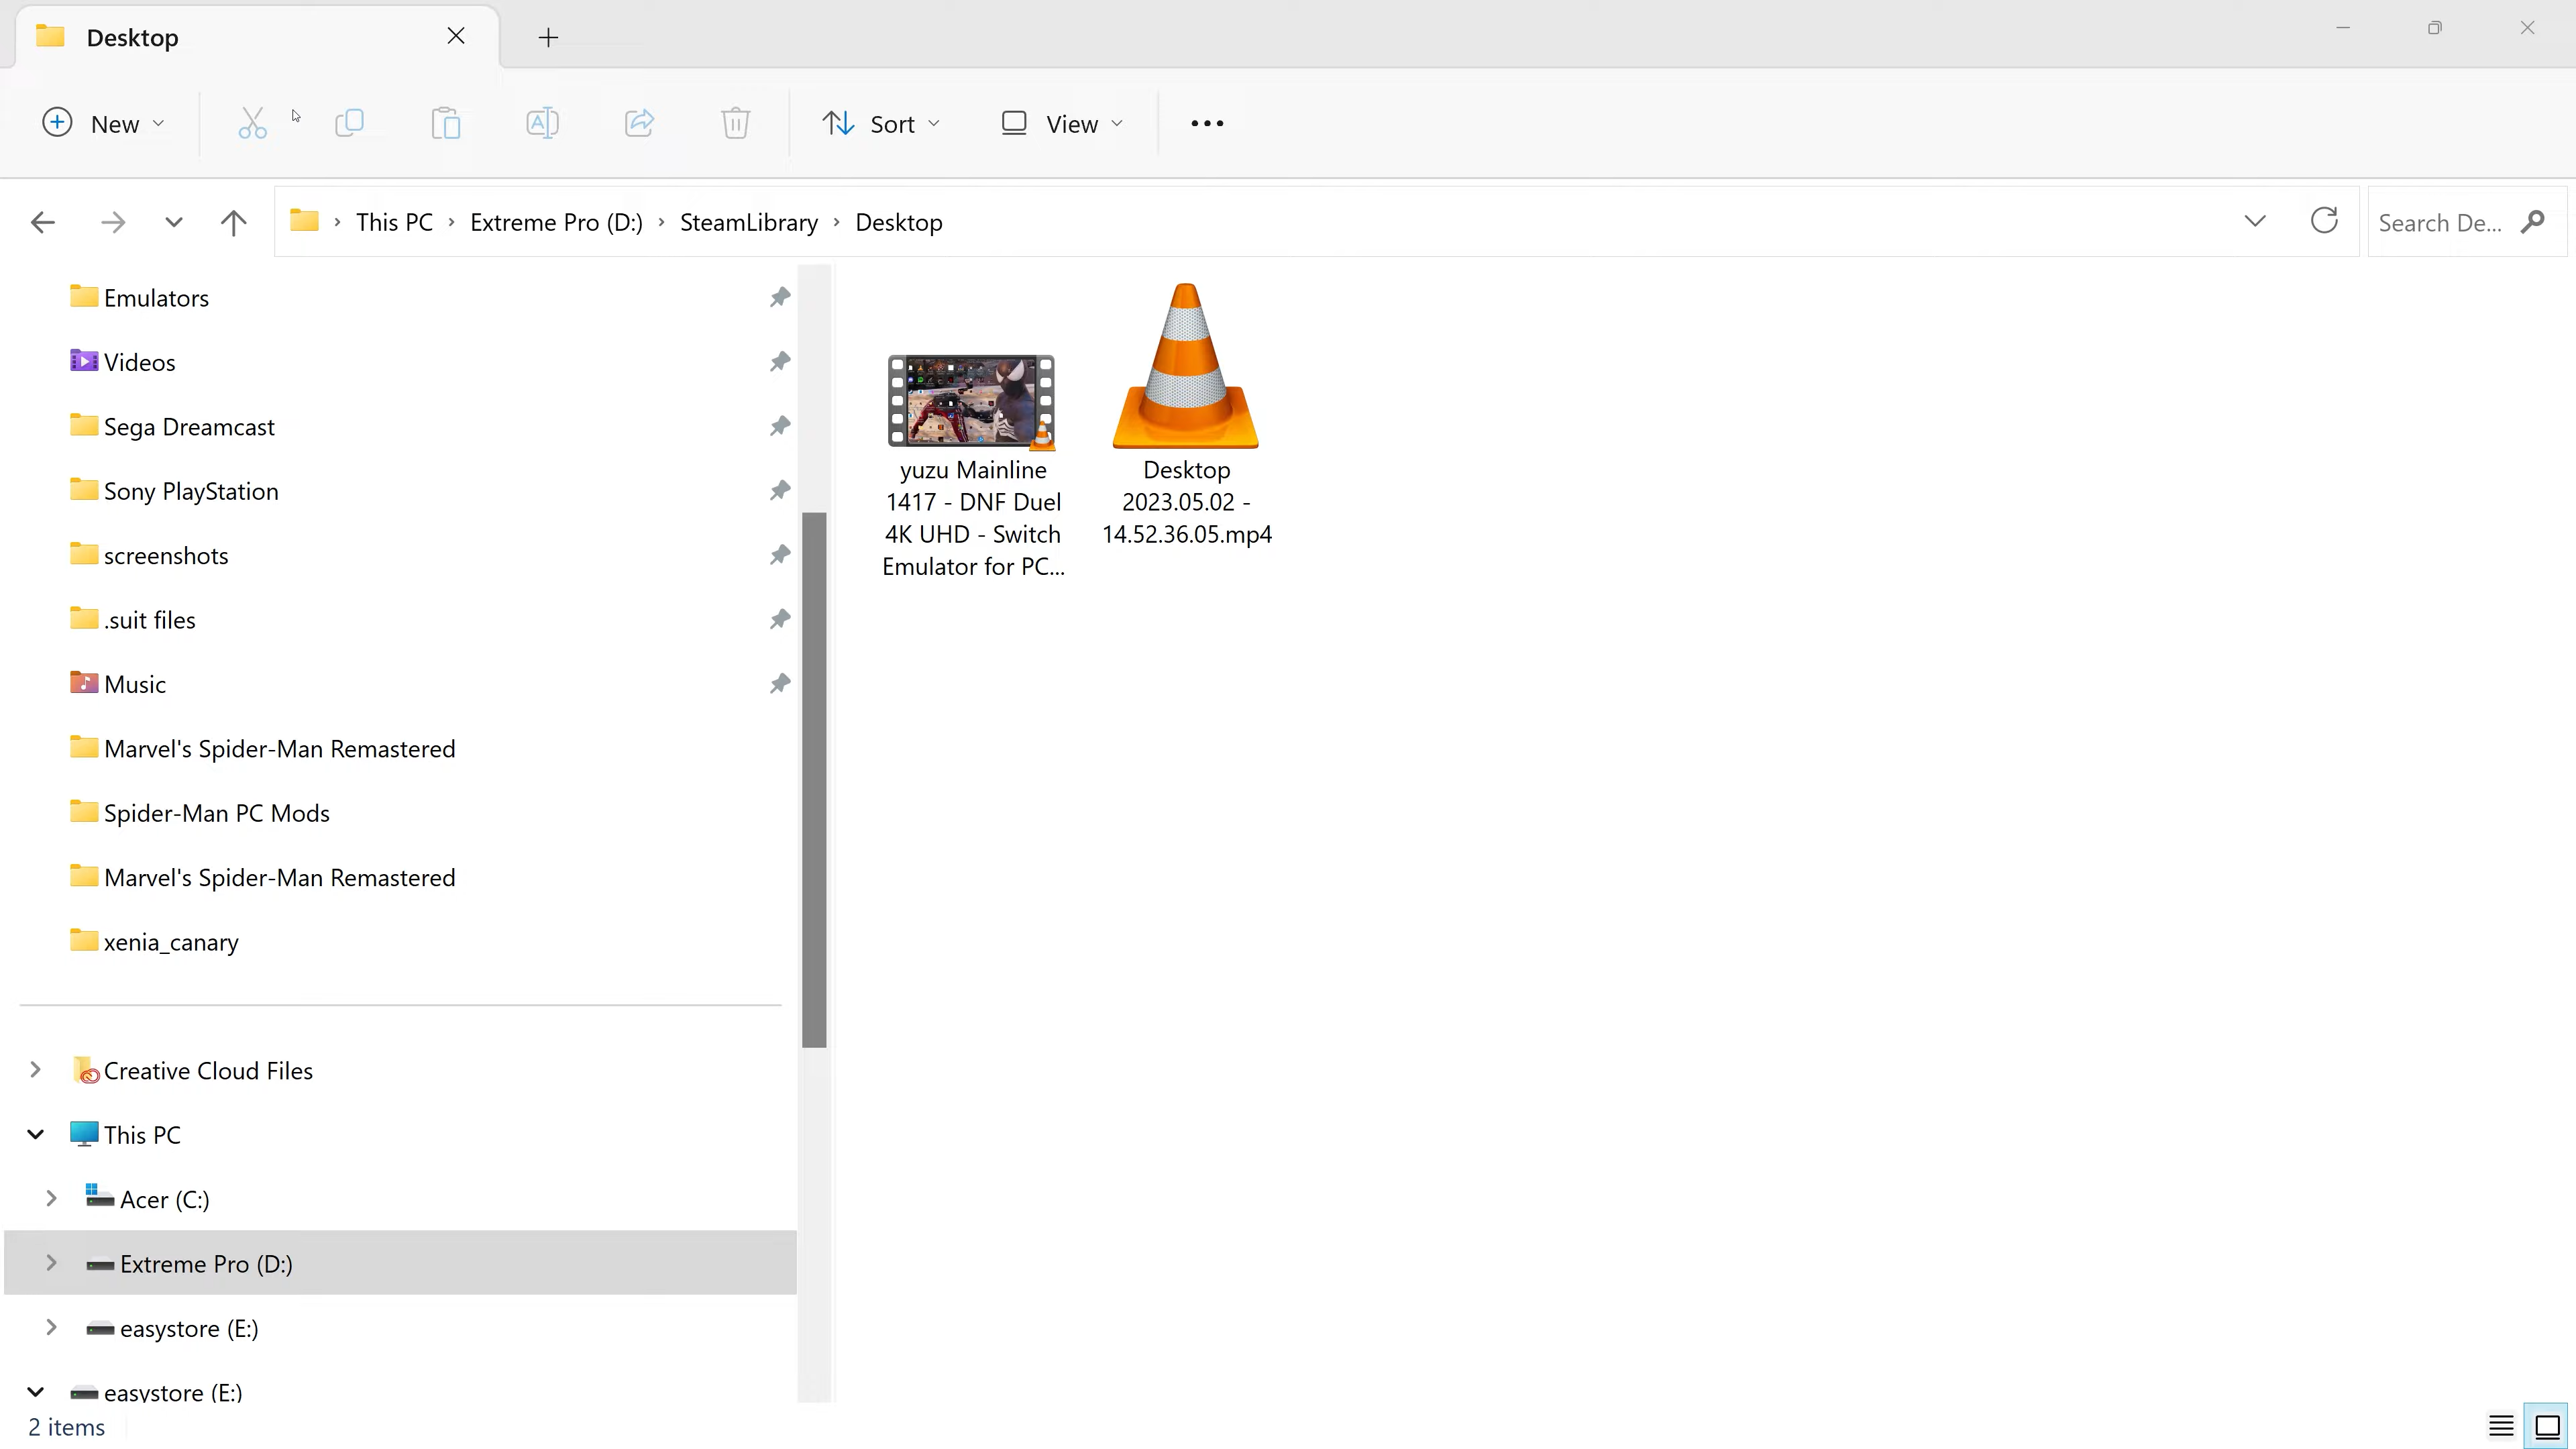 Desktop
New
Sort
View
This PC
Extreme Pro (D:)
SteamLibrary
Desktop
Search De...
Emulators
Videos
Sega Dreamcast
Sony PlayStation
screenshots
.suit files
Music
Marvel's Spider-Man Remastered
Spider-Man PC Mods
Marvel's Spider-Man Remastered
xenia_canary
Creative Cloud Files
This PC
Acer (C:)
Extreme Pro (D:)
easystore (E:)
easystore (E:)
yuzu Mainline
1417 - DNF Duel
4K UHD - Switch
Emulator for PC...
Desktop
2023.05.02 -
14.52.36.05.mp4
2 items